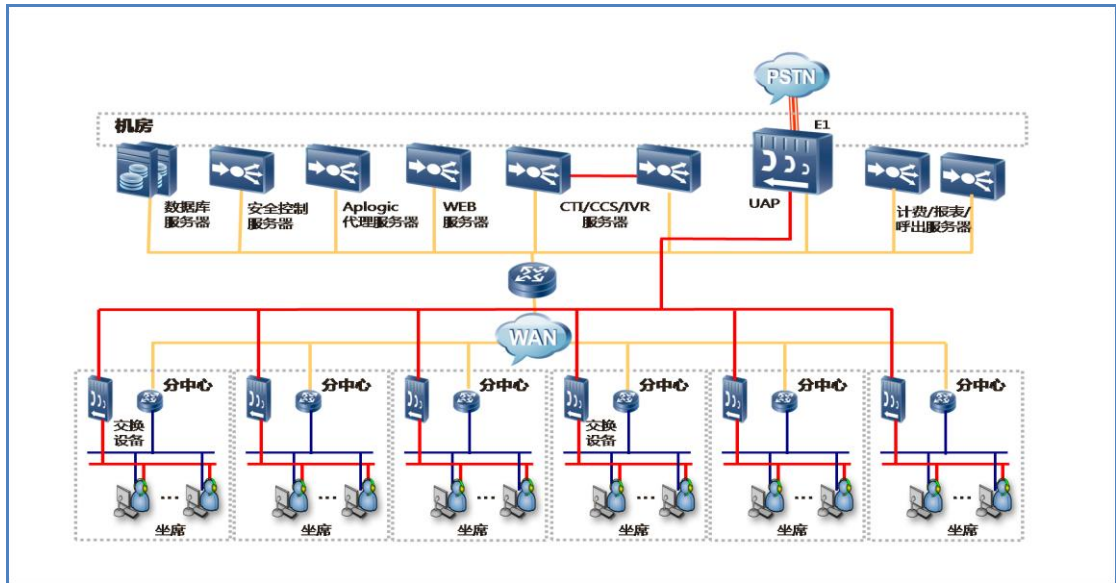 PSTN
机房
E1
数据库
服务器
安全控制
服务器
Aplogic
代理服务器
WEB
服务器
CTI/CCS/IVR
服务器
UAP
计费/报表/
呼出服务器
WAN
分中心
分中心
分中心
分中心
分中心
分中心
交换
设备
交换
设备
...
...
...
...
...
...
坐席
坐席
坐席
坐席
坐席
坐席